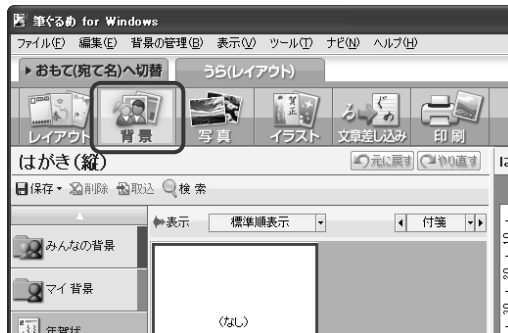 筆ぐるめ for Windows
ファイル(F) 編集(E) 背景の管理(B) 表示(V) ツール(T) ナビ(N) ヘルプ(H)
おもて(宛て名)へ切替 うら(レイアウト)
レイアウト 背景 写真 イラスト 文章差し込み 印刷
はがき(縦) 元に戻す やり直す
保存 削除 取込 検索
表示 標準順表示 付箋
みんなの背景
マイ背景
(なし)
年賀状